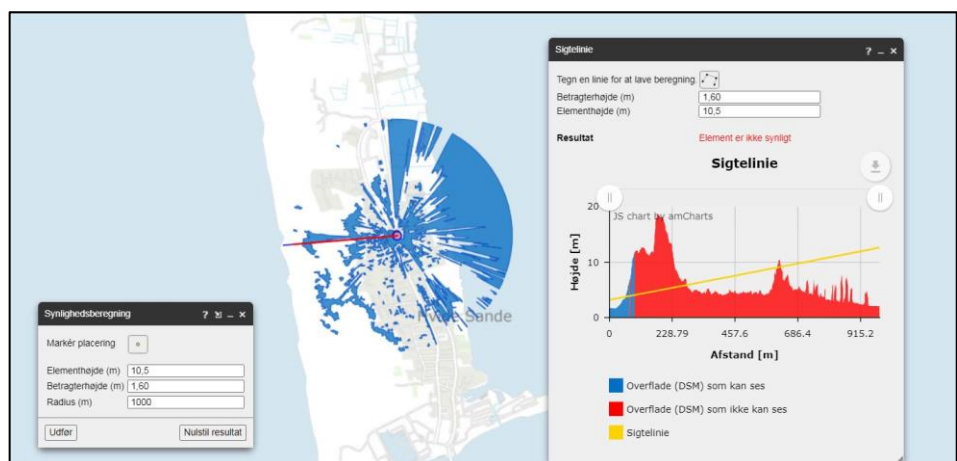 Hvide Sande
Synlighedsberegning
Markér placering
Elementhøjde (m) 10,5
Betragterhøjde (m) 1,60
Radius (m) 1000
Udfør Nulstil resultat
Sigtelinie
Tegn en linie for at lave beregning.
Betragterhøjde (m) 1,60
Elementhøjde (m) 10,5
Resultat Element er ikke synligt
Sigtelinie
JS chart by amCharts
Højde [m]
20
10
0
0 228.79 457.6 686.4 915.2
Afstand [m]
Overflade (DSM) som kan ses
Overflade (DSM) som ikke kan ses
Sigtelinie